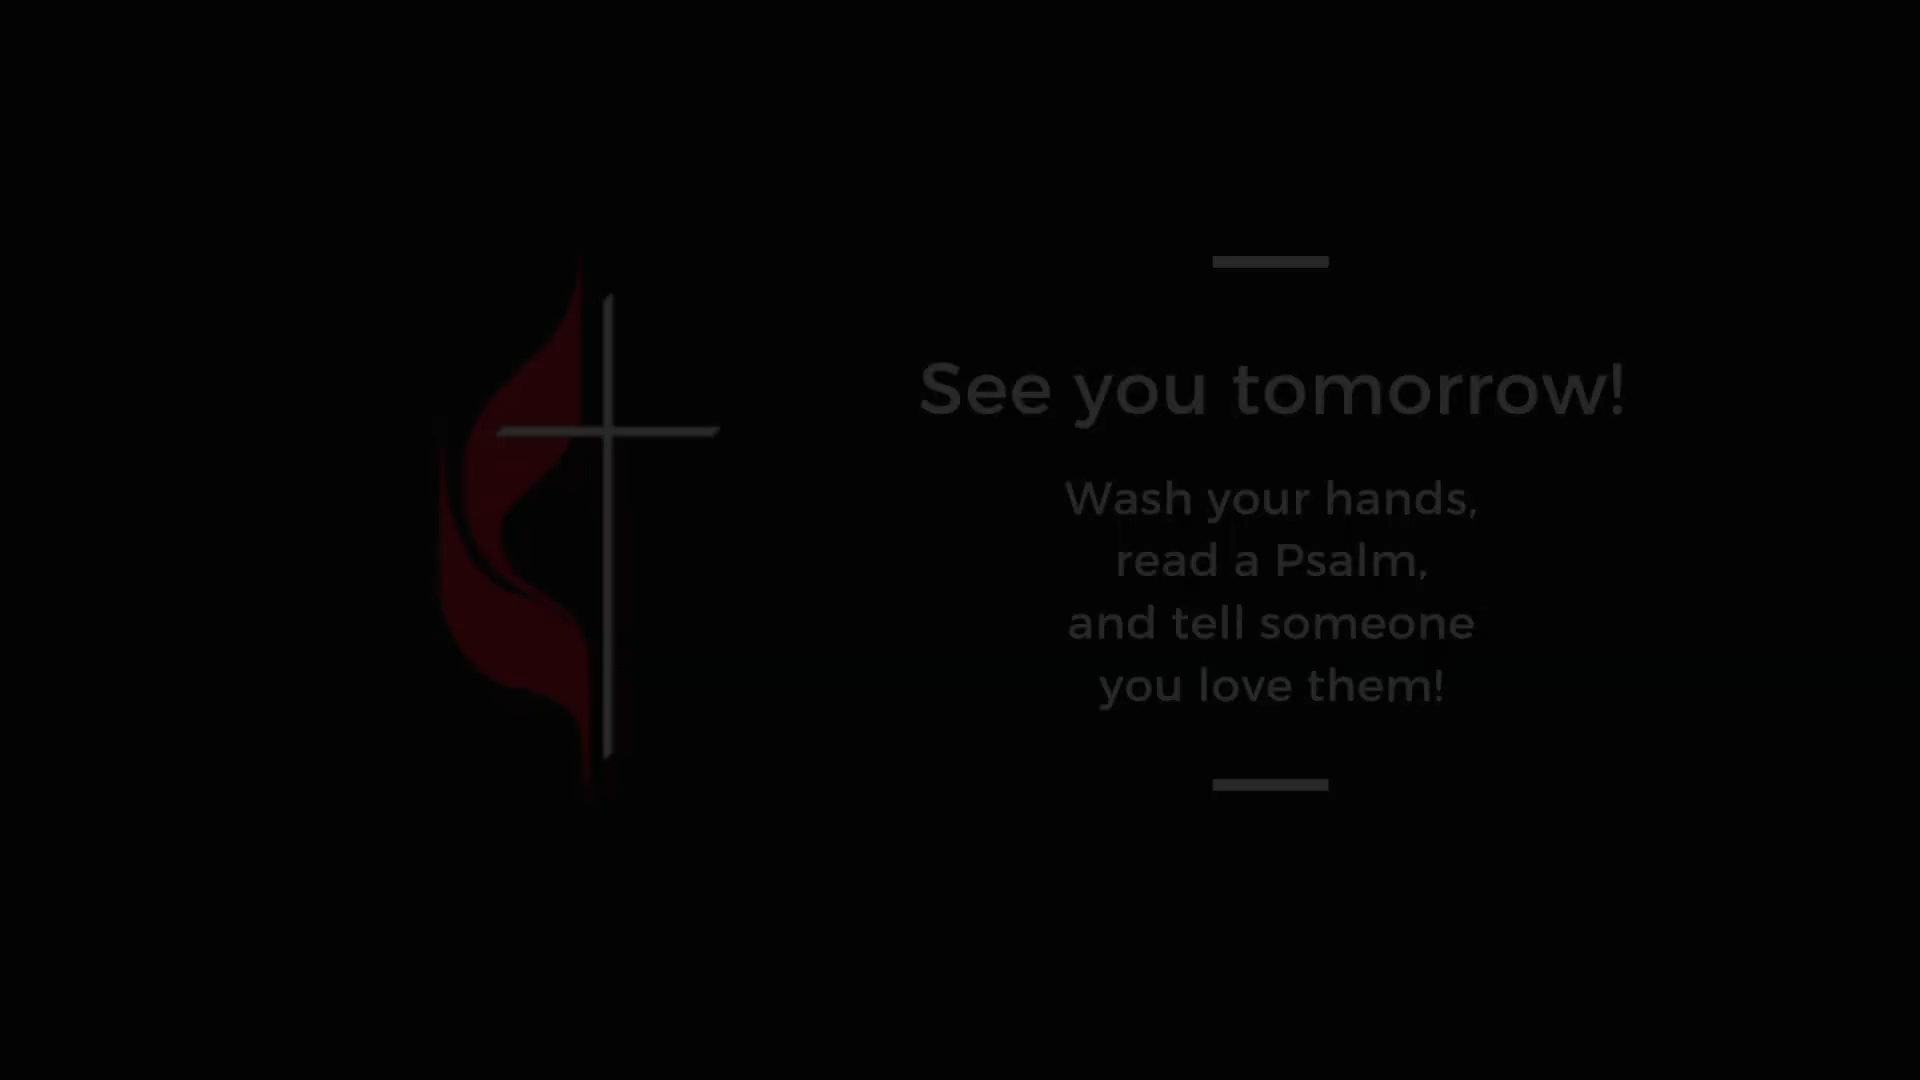 See you tomorrow!
Wash your hands,
read a Psalm,
and tell someone
you love them!